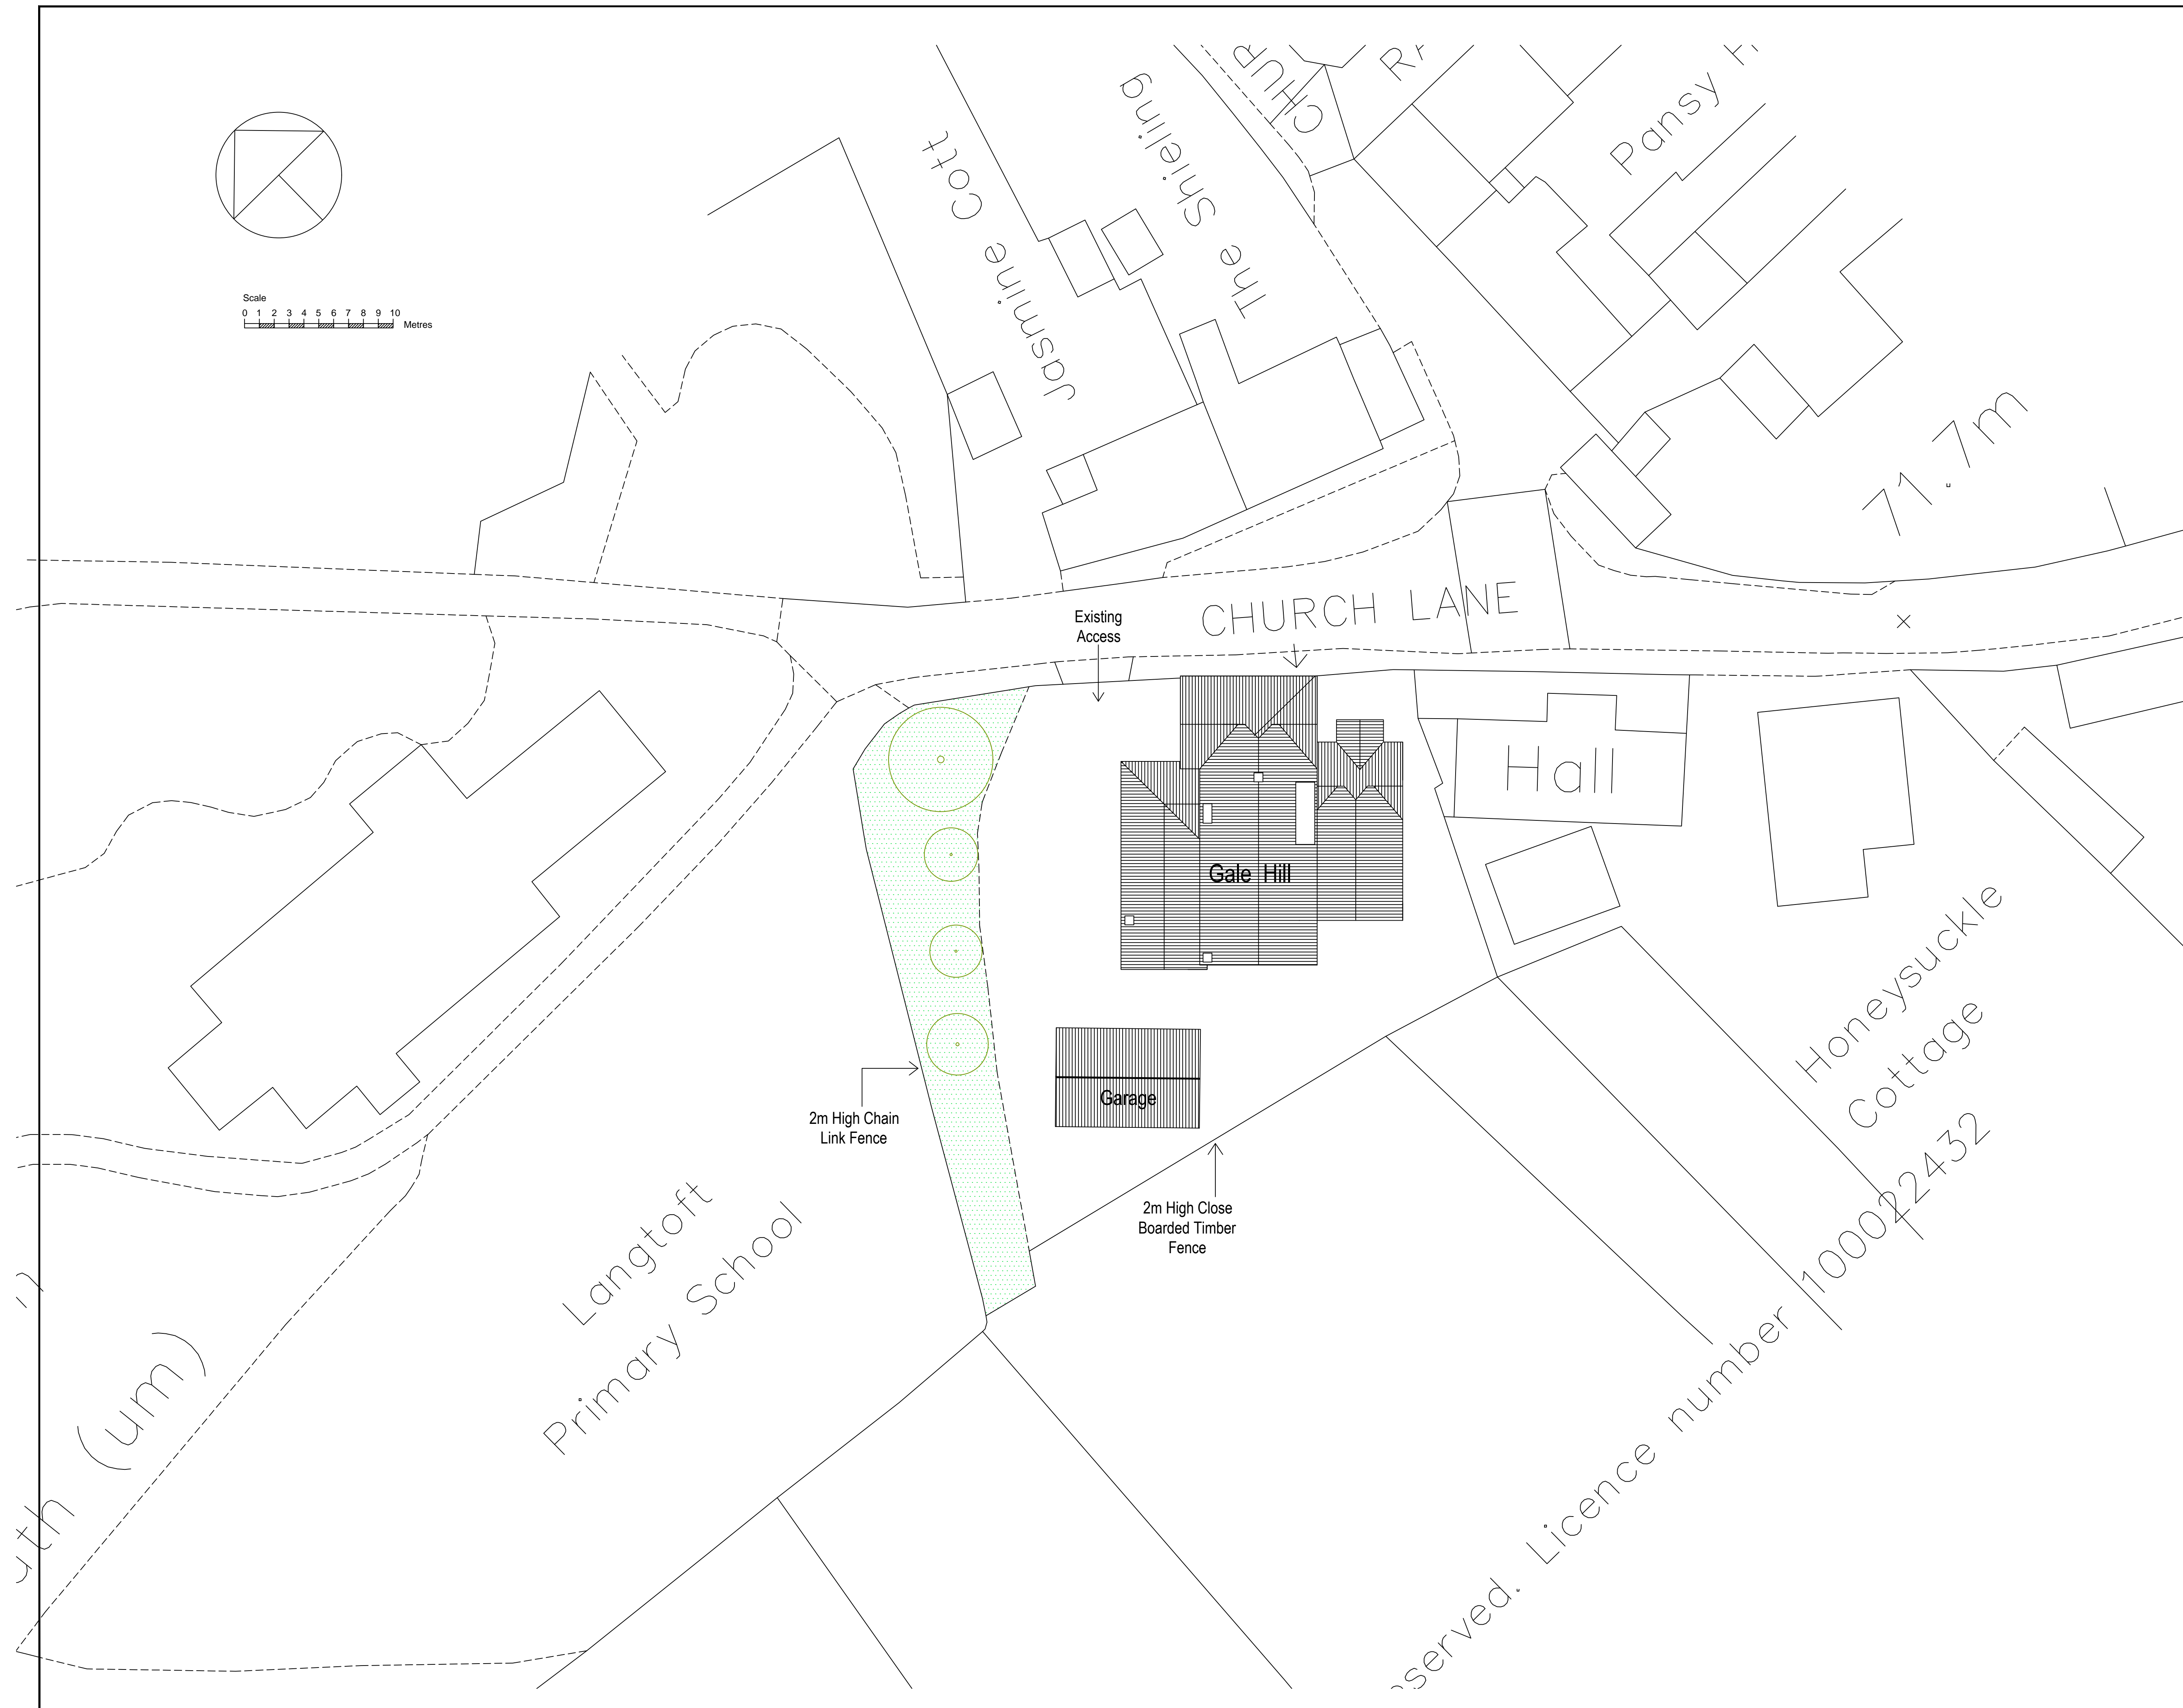 Pansy
The Shieling
Jasmine Cott
Scale
0 1 2 3 4 5 6 7 8 9 10
Metres
71.7m
CHURCH LANE
Existing
Access
Hall
Gale Hill
Honeysuckle
Cottage
Garage
2m High Chain
Link Fence
2m High Close
Boarded Timber
Fence
Langtoft
Primary School
(um)
Licence number 100022432